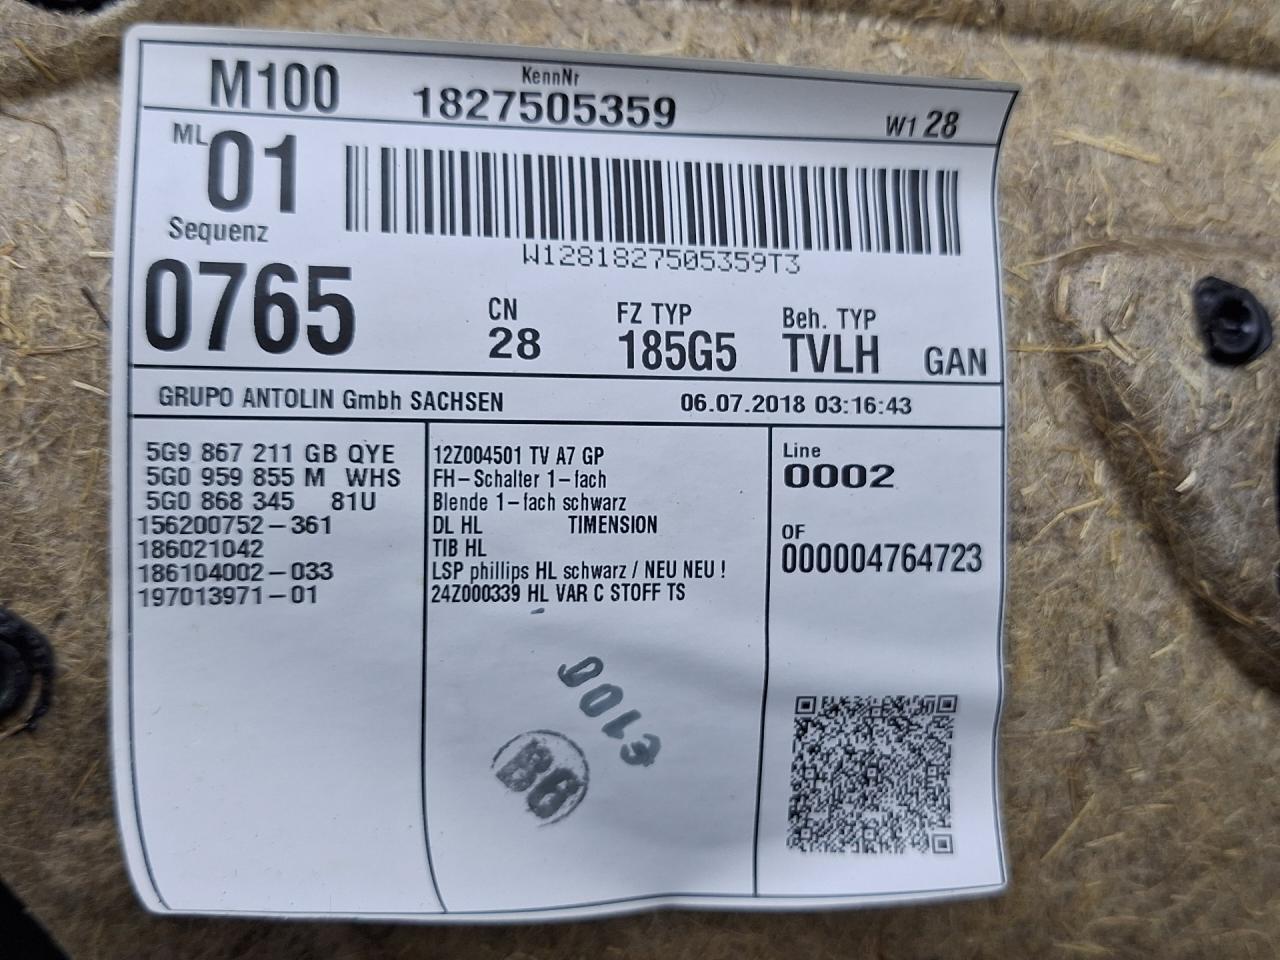 M100
KennNr
1827505359
W1 28
ML 01
Sequenz
0765
W1281827505359T3
CN
28
FZ TYP
185G5
Beh. TYP
TVLH
GAN
GRUPO ANTOLIN Gmbh SACHSEN 06.07.2018 03:16:43
5G9 867 211 GB QYE
5G0 959 855 M WHS
5G0 868 345 81U
156200752-361
186021042
186104002-033
197013971-01
12Z004501 TV A7 GP
FH-Schalter 1-fach
Blende 1-fach schwarz
DL HL TIMENSION
TIB HL
LSP phillips HL schwarz / NEU NEU !
24Z000339 HL VAR C STOFF TS
Line
0002
OF
000004764723